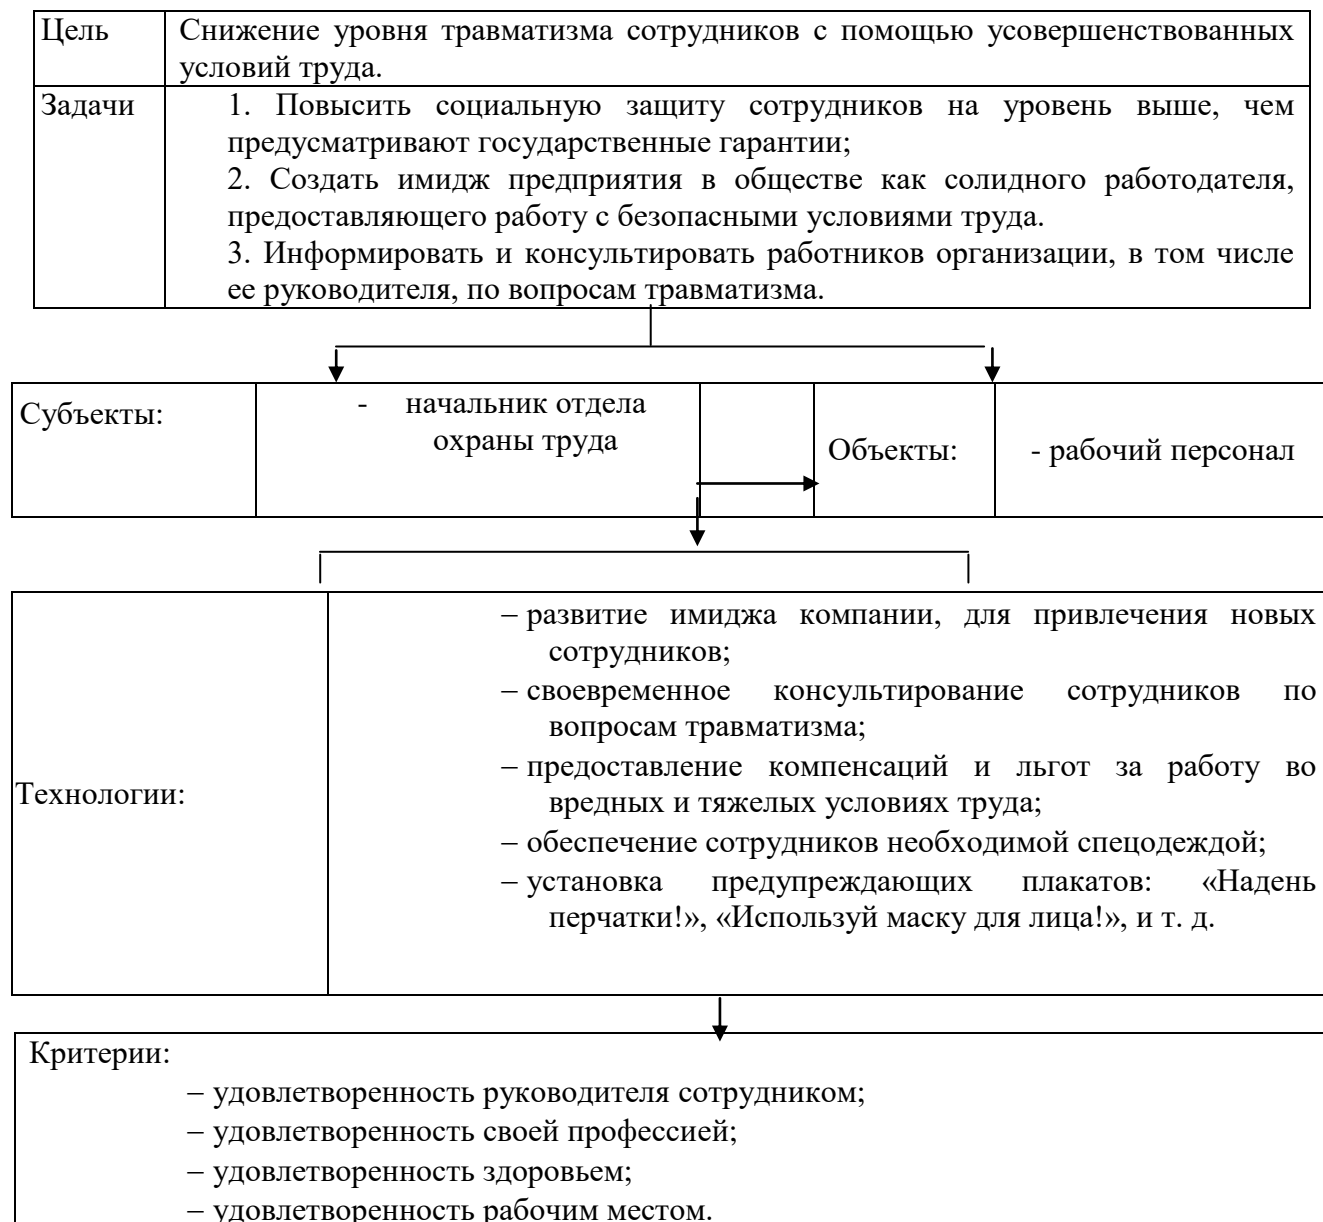 Цель
Снижение уровня травматизма сотрудников с помощью усовершенствованных
условий труда.
Задачи
1. Повысить социальную защиту сотрудников на уровень выше, чем
предусматривают государственные гарантии;
2. Создать имидж предприятия в обществе как солидного работодателя,
предоставляющего работу с безопасными условиями труда.
3. Информировать и консультировать работников организации, в том числе
ее руководителя, по вопросам травматизма.
Субъекты:
- начальник отдела
охраны труда
Объекты:
- рабочий персонал
Технологии:
– развитие имиджа компании, для привлечения новых
сотрудников;
– своевременное консультирование сотрудников по
вопросам травматизма;
– предоставление компенсаций и льгот за работу во
вредных и тяжелых условиях труда;
– обеспечение сотрудников необходимой спецодеждой;
– установка предупреждающих плакатов: «Надень
перчатки!», «Используй маску для лица!», и т. д.
Критерии:
– удовлетворенность руководителя сотрудником;
– удовлетворенность своей профессией;
– удовлетворенность здоровьем;
– удовлетворенность рабочим местом.